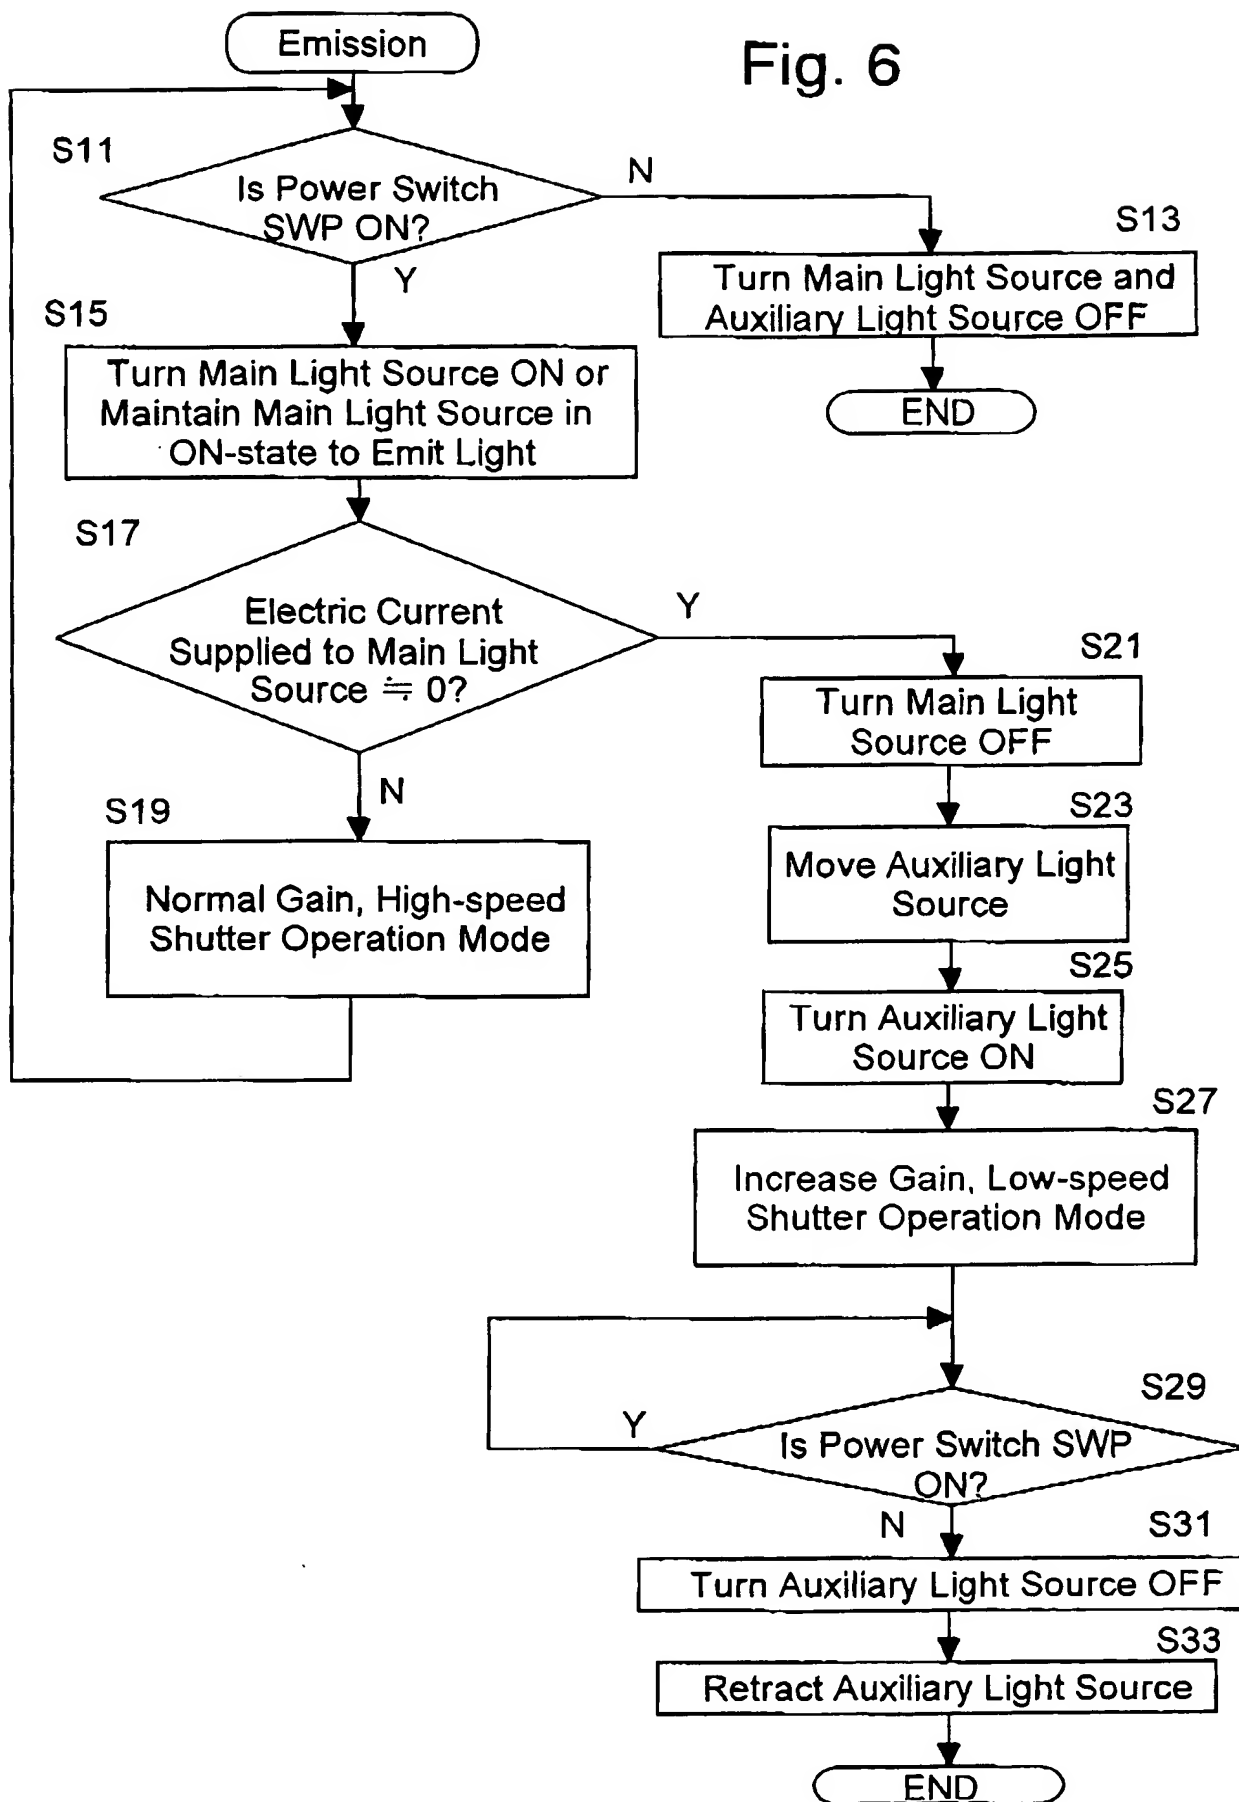 Emission
Fig. 6
S11
Is Power Switch
SWP ON?
N
Y
S13
Turn Main Light Source and
Auxiliary Light Source OFF
END
S15
Turn Main Light Source ON or
Maintain Main Light Source in
ON-state to Emit Light
S17
Electric Current
Supplied to Main Light
Source ≒ 0?
Y
N
S19
Normal Gain, High-speed
Shutter Operation Mode
S21
Turn Main Light
Source OFF
S23
Move Auxiliary Light
Source
S25
Turn Auxiliary Light
Source ON
S27
Increase Gain, Low-speed
Shutter Operation Mode
S29
Y
Is Power Switch SWP
ON?
N
S31
Turn Auxiliary Light Source OFF
S33
Retract Auxiliary Light Source
END